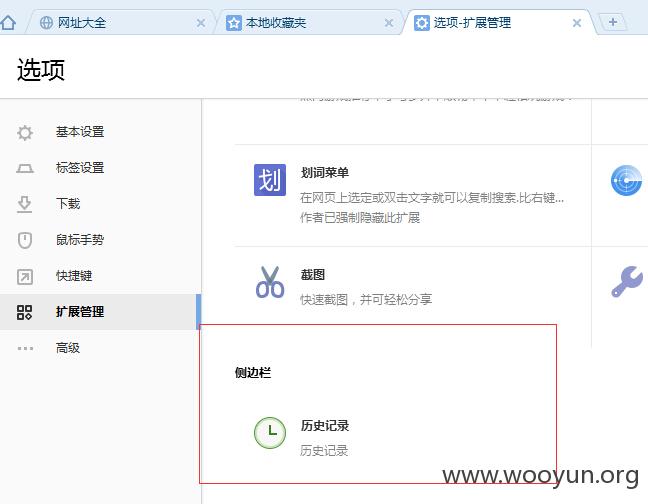 网址大全
本地收藏夹
选项-扩展管理
选项
基本设置
标签设置
下载
鼠标手势
快捷键
扩展管理
高级
划
划词菜单
在网页上选定或双击文字就可以复制搜索.比右键...
作者已强制隐藏此扩展
截图
快速截图，并可轻松分享
侧边栏
历史记录
历史记录
www.wooyun.org